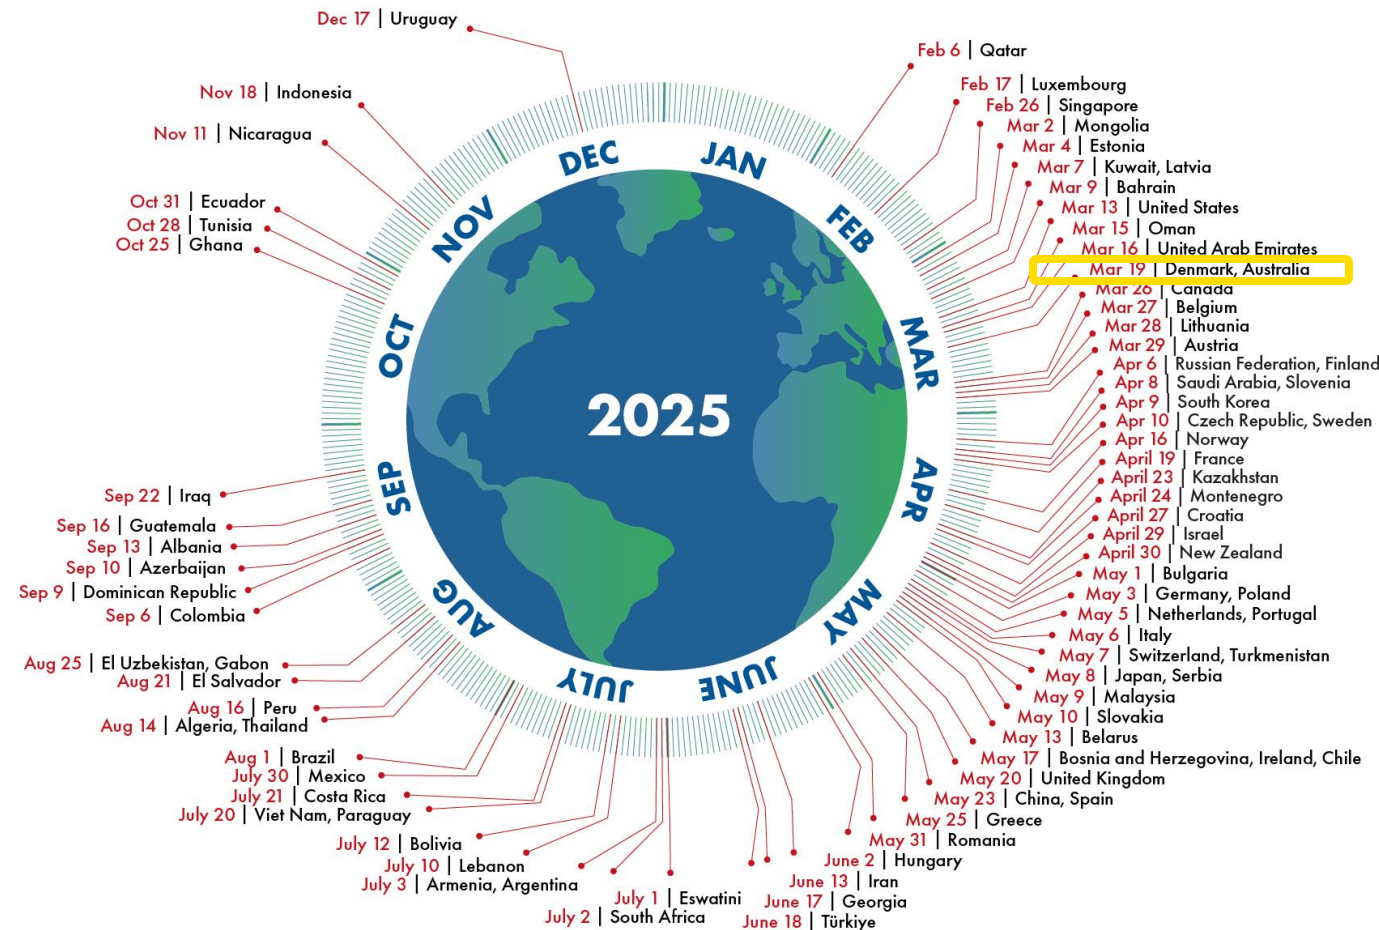 Dec 17 | Uruguay
Nov 18 | Indonesia
Nov 11 | Nicaragua
Oct 31 | Ecuador
Oct 28 | Tunisia
Oct 25 | Ghana
Sep 22 | Iraq
Sep 16 | Guatemala
Sep 13 | Albania
Sep 10 | Azerbaijan
Sep 9 | Dominican Republic
Sep 6 | Colombia
Aug 25 | El Uzbekistan, Gabon
Aug 21 | El Salvador
Aug 16 | Peru
Aug 14 | Algeria, Thailand
Aug 1 | Brazil
July 30 | Mexico
July 21 | Costa Rica
July 20 | Viet Nam, Paraguay
July 12 | Bolivia
July 10 | Lebanon
July 3 | Armenia, Argentina
July 1 | Eswatini
July 2 | South Africa
JAN
FEB
MAR
APR
MAY
JUNE
JULY
AUG
SEP
OCT
NOV
DEC
2025
Feb 6 | Qatar
Feb 17 | Luxembourg
Feb 26 | Singapore
Mar 2 | Mongolia
Mar 4 | Estonia
Mar 7 | Kuwait, Latvia
Mar 9 | Bahrain
Mar 13 | United States
Mar 15 | Oman
Mar 16 | United Arab Emirates
Mar 19 | Denmark, Australia
Mar 26 | Canada
Mar 27 | Belgium
Mar 28 | Lithuania
Mar 29 | Austria
Apr 6 | Russian Federation, Finland
Apr 8 | Saudi Arabia, Slovenia
Apr 9 | South Korea
Apr 10 | Czech Republic, Sweden
Apr 16 | Norway
April 19 | France
April 23 | Kazakhstan
April 24 | Montenegro
April 27 | Croatia
April 29 | Israel
April 30 | New Zealand
May 1 | Bulgaria
May 3 | Germany, Poland
May 5 | Netherlands, Portugal
May 6 | Italy
May 7 | Switzerland, Turkmenistan
May 8 | Japan, Serbia
May 9 | Malaysia
May 10 | Slovakia
May 13 | Belarus
May 17 | Bosnia and Herzegovina, Ireland, Chile
May 20 | United Kingdom
May 23 | China, Spain
May 25 | Greece
May 31 | Romania
June 2 | Hungary
June 13 | Iran
June 17 | Georgia
June 18 | Türkiye